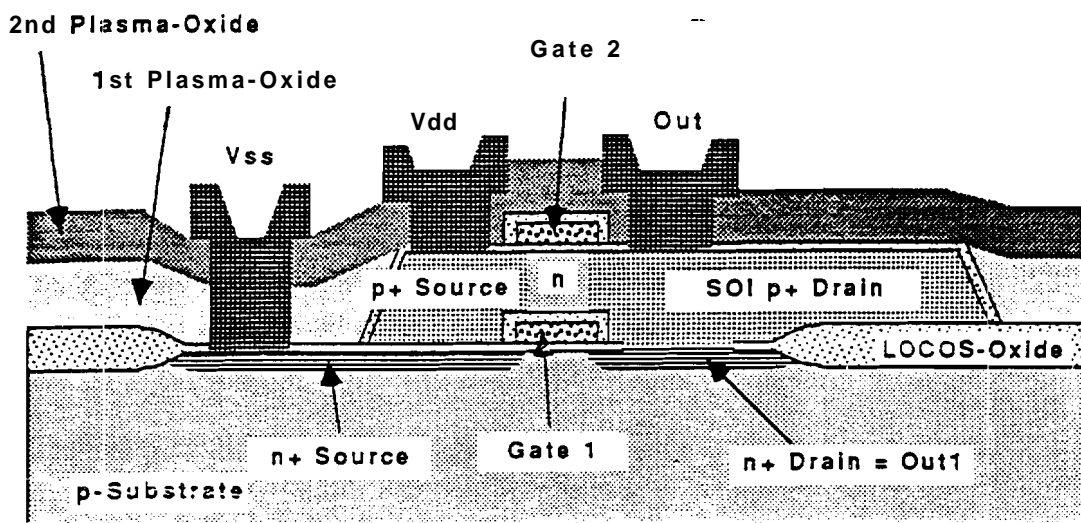 2nd Plasma-Oxide
Gate 2
1st Plasma-Oxide
Vdd
Out
Vss
n
p+ Source
SOI p+ Drain
LOCOS-Oxide
n+ Source
Gate 1
n+ Drain = Out1
p-Substrate